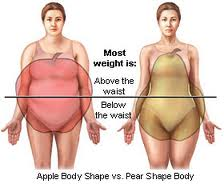 Most
weight is:
Above the
waist
Below
the waist
Apple Body Shape vs. Pear Shape Body